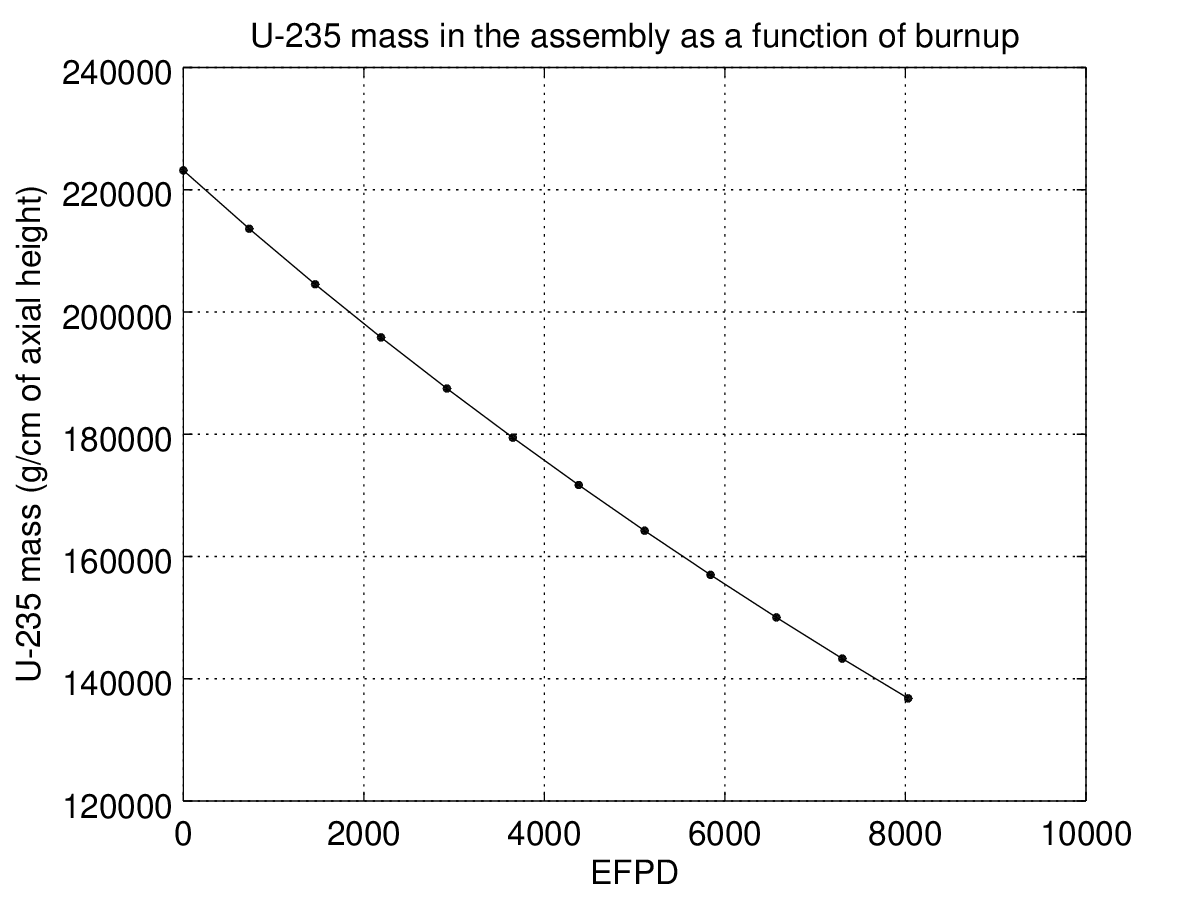 U-235 mass in the assembly as a function of burnup
240000
220000
200000
180000
160000
140000
120000
U-235 mass (g/cm of axial height)
0 2000 4000 6000 8000 10000
EFPD